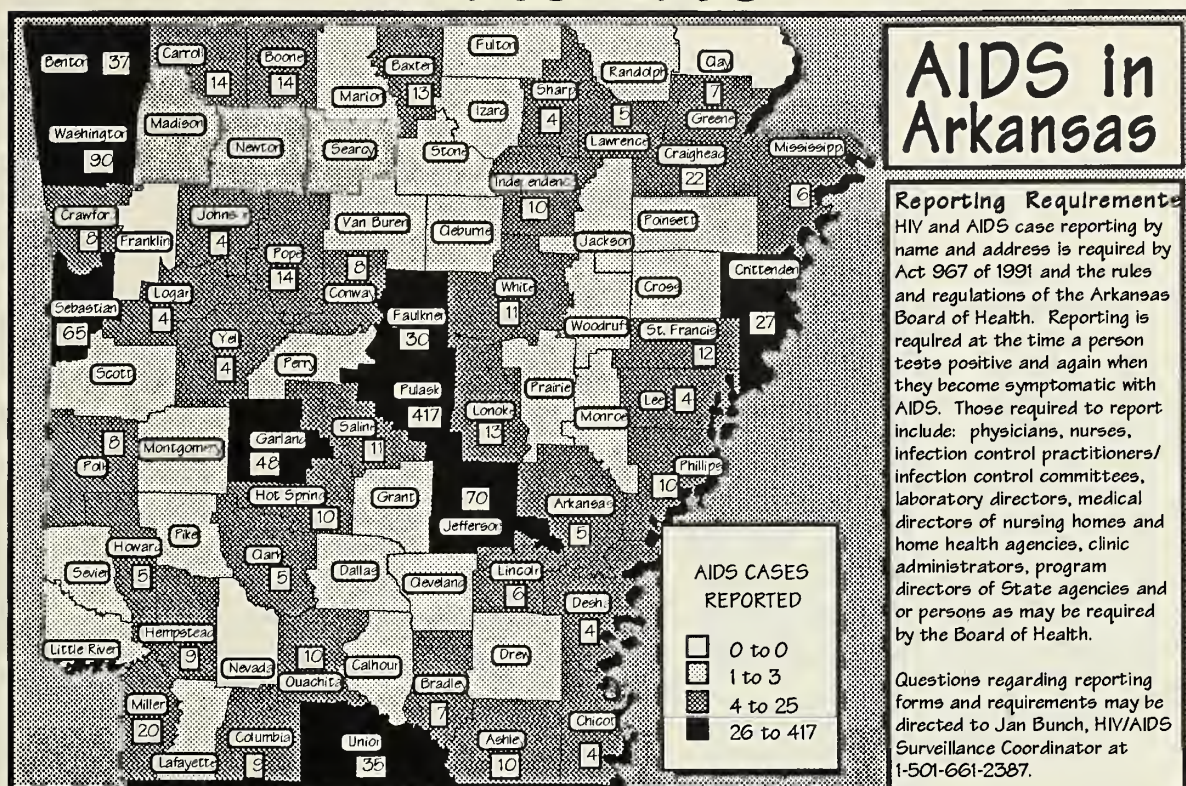 AIDS in
Arkansas
Benton 37
Carrol
14
Boone
14
Marion
Baxter
13
Fulton
Izard
Sharp
4
Randolph
5
Lawrence
Clay
7
Greene
Craighead
22
Mississipp
6
Washington
90
Madison
Newton
Searcy
Stone
Independenc
10
Crawfor
8
Franklin
Johns
4
Pope
14
Van Buren
Cleburne
Jackson
Poinsett
Sebastian
65
Logan
4
8
Conway
Faulkner
30
White
11
Woodruff
Cross
St. Francis
12
Crittenden
27
Scott
Yel
4
Perry
Pulask
417
Lonoke
13
Prairie
Monroe
Lee 4
8
Polk
Montgomery
Garland
48
Saline
11
Phillips
10
Hot Spring
10
Grant
70
Jefferson
Arkansas
5
Howard
5
Pike
Clark
5
Dallas
Cleveland
Lincoln
6
Desha
4
Sevier
Little River
Hempstead
9
Nevada
10
Ouachita
Calhoun
Bradley
7
Drew
Miller
20
Lafayette
Columbia
9
Union
35
Ashley
10
Chicot
4
AIDS CASES
REPORTED
0 to 0
1 to 3
4 to 25
26 to 417
Reporting Requirements
HIV and AIDS case reporting by
name and address is required by
Act 967 of 1991 and the rules
and regulations of the Arkansas
Board of Health. Reporting is
required at the time a person
tests positive and again when
they become symptomatic with
AIDS. Those required to report
include: physicians, nurses,
infection control practitioners/
infection control committees,
laboratory directors, medical
directors of nursing homes and
home health agencies, clinic
administrators, program
directors of State agencies and
or persons as may be required
by the Board of Health.
Questions regarding reporting
forms and requirements may be
directed to Jan Bunch, HIV/AIDS
Surveillance Coordinator at
1-501-661-2387.